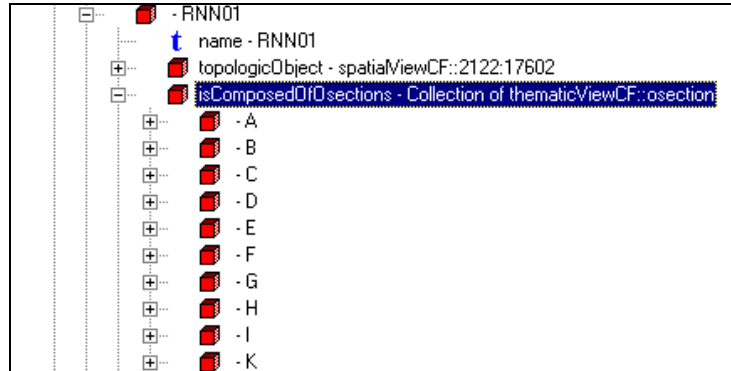 - RNN01
t name - RNN01
topologicObject - spatialViewCF::2122:17602
isComposedOfOsections - Collection of thematicViewCF::osection
- A
- B
- C
- D
- E
- F
- G
- H
- I
- K